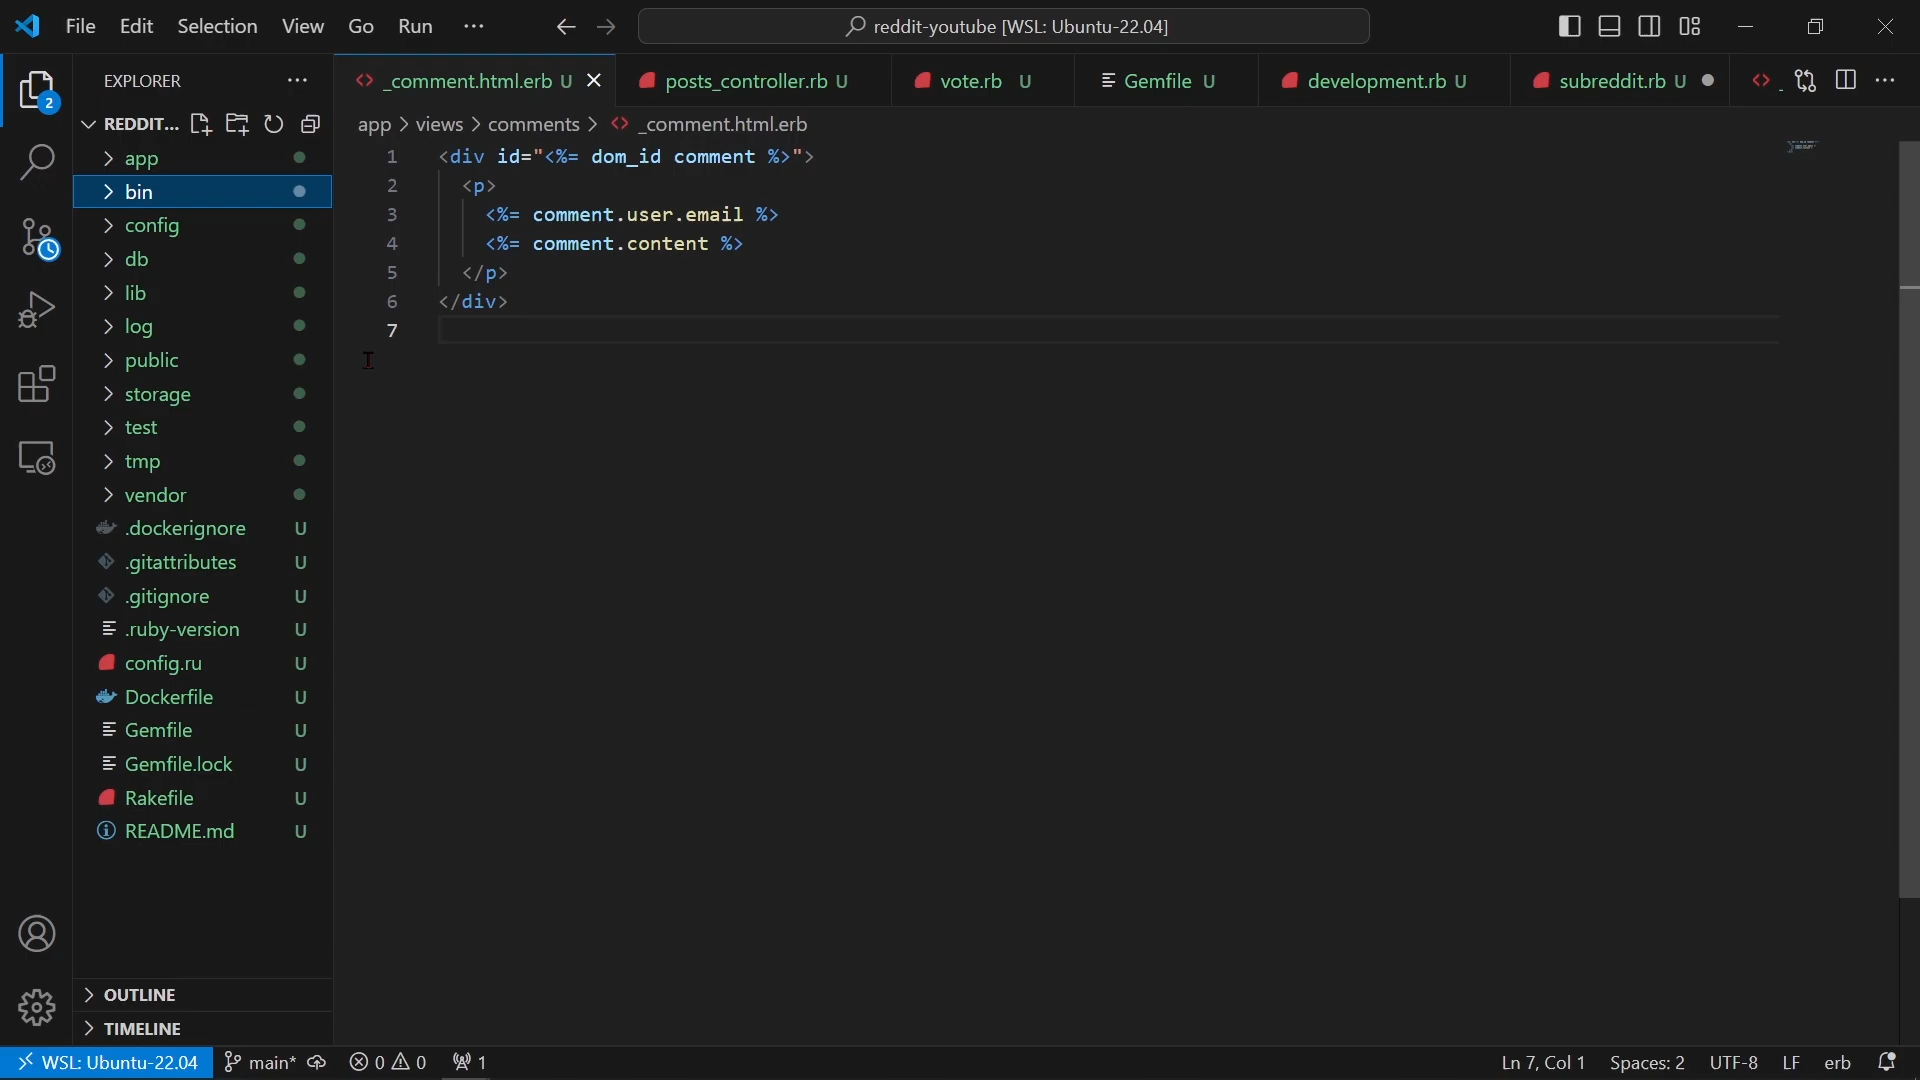 File Edit Selection View Go Run ···
reddit-youtube [WSL: Ubuntu-22.04]
EXPLORER
REDDIT...
app
bin
config
db
lib
log
public
storage
test
tmp
vendor
.dockerignore U
.gitattributes U
.gitignore U
.ruby-version U
config.ru U
Dockerfile U
Gemfile U
Gemfile.lock U
Rakefile U
README.md U
OUTLINE
TIMELINE
2
_comment.html.erb U
posts_controller.rb U
vote.rb U
Gemfile U
development.rb U
subreddit.rb U
app > views > comments > _comment.html.erb
1 <div id="<%= dom_id comment %>">
2 <p>
3 <%= comment.user.email %>
4 <%= comment.content %>
5 </p>
6 </div>
7
WSL: Ubuntu-22.04 main* 0 0 1
Ln 7, Col 1 Spaces: 2 UTF-8 LF erb